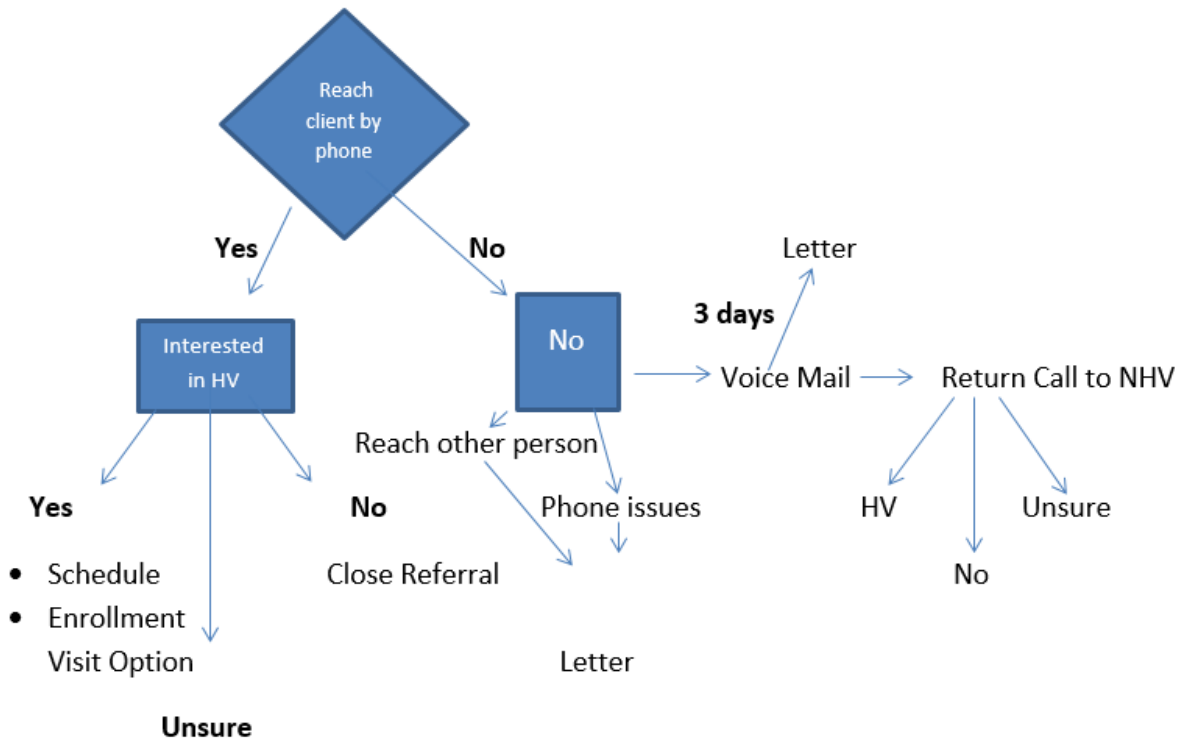 Reach
client by
phone
Yes
No
Letter
3 days
Interested
in HV
No
Voice Mail
Return Call to NHV
Reach other person
Yes
No
Phone issues
HV
Unsure
• Schedule
Close Referral
No
• Enrollment
Visit Option
Letter
Unsure